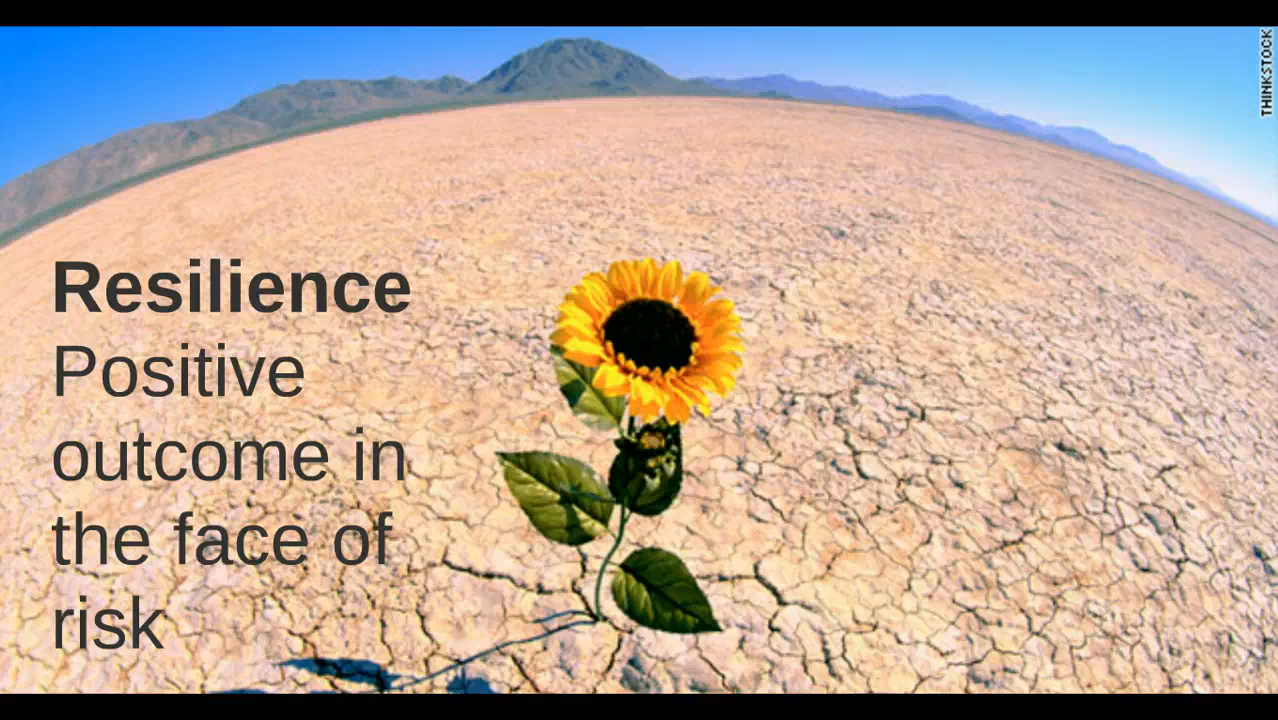 THINKSTOCK
Resilience
Positive
outcome in
the face of
risk